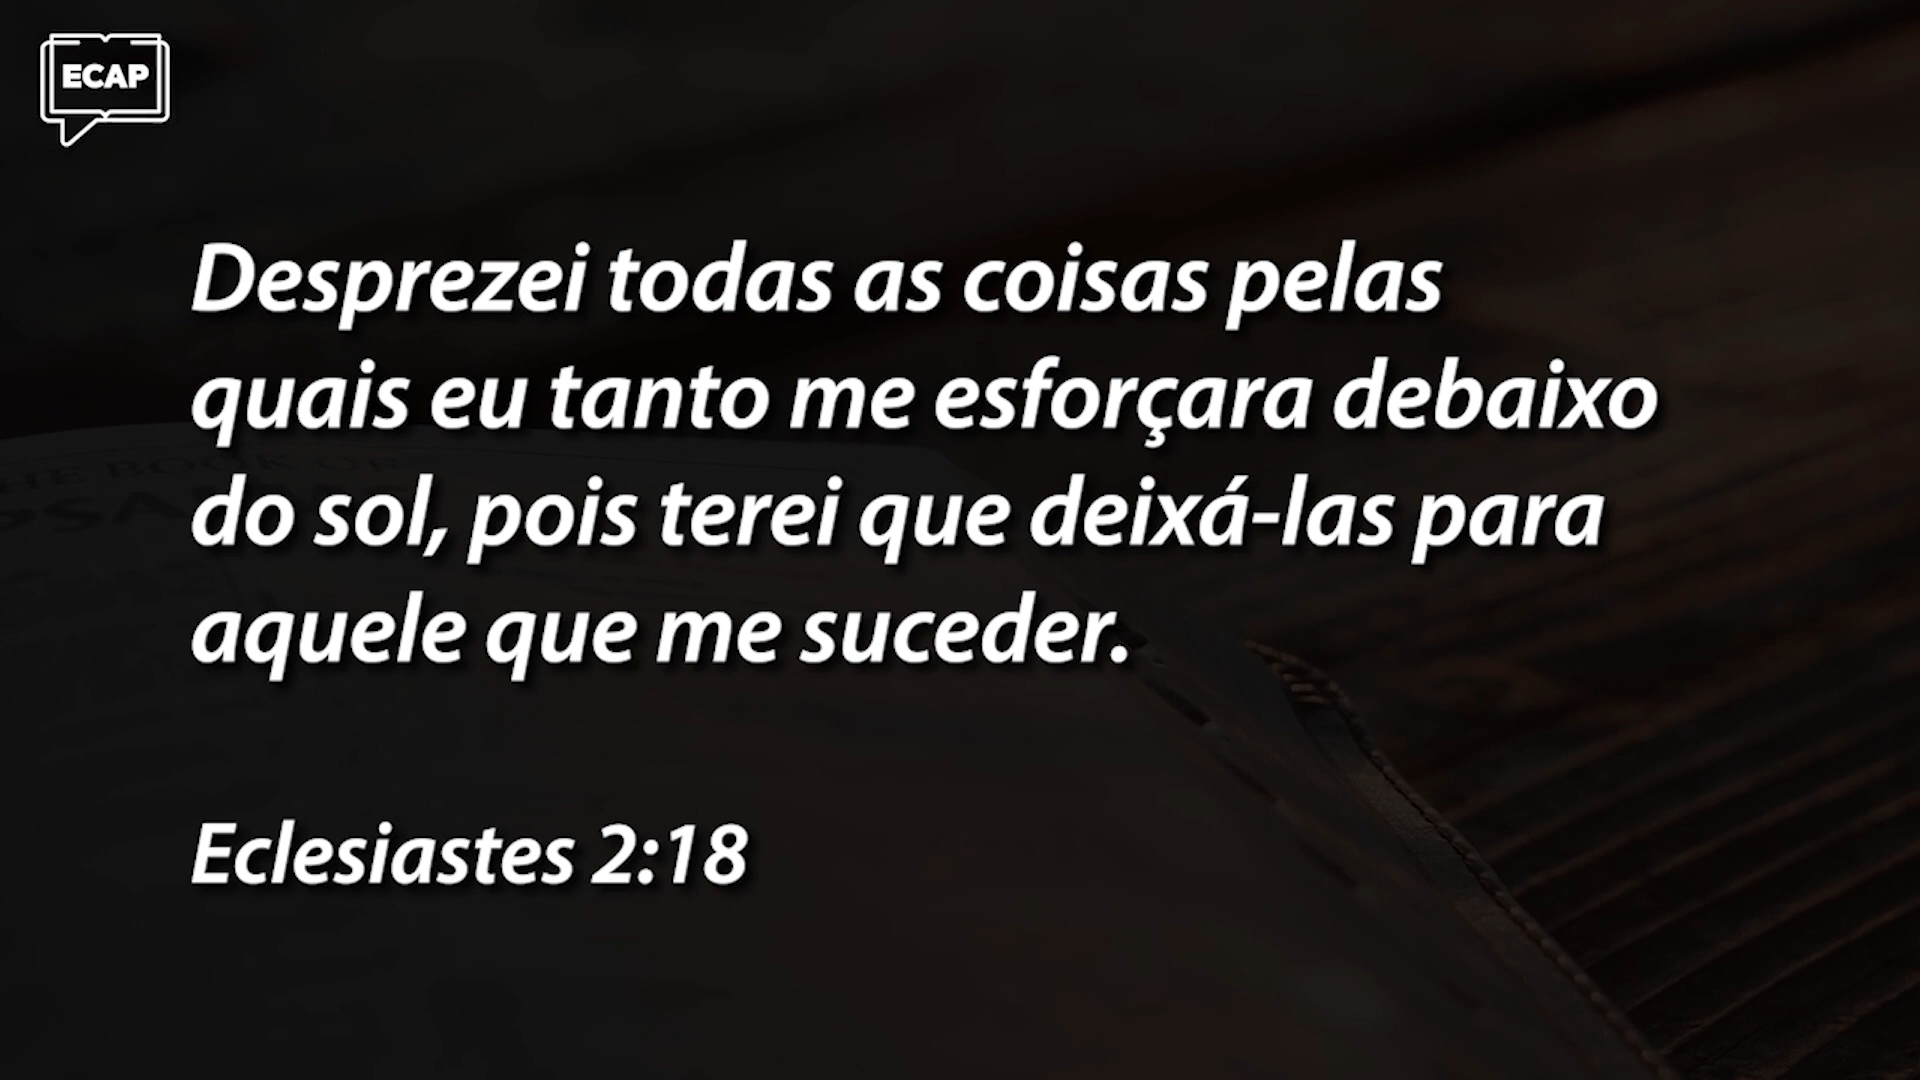 ECAP
Desprezei todas as coisas pelas
quais eu tanto me esforçara debaixo
do sol, pois terei que deixá-las para
aquele que me suceder.
Eclesiastes 2:18